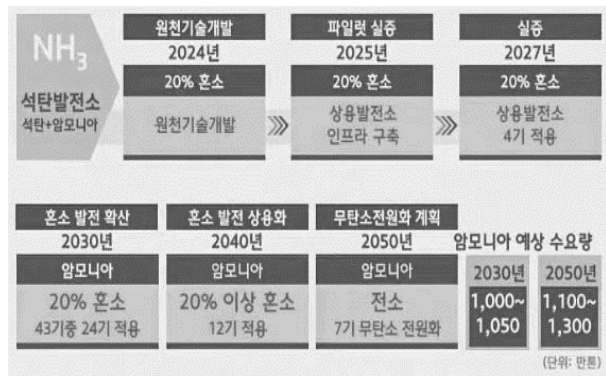 NH3
석탄발전소
석탄+암모니아
원천기술개발
2024년
20% 혼소
원천기술개발
파일럿 실증
2025년
20% 혼소
상용발전소
인프라 구축
실증
2027년
20% 혼소
상용발전소
4기 적용
혼소 발전 확산
2030년
암모니아
20% 혼소
43기중 24기 적용
혼소 발전 상용화
2040년
암모니아
20% 이상 혼소
12기 적용
무탄소전원화 계획
2050년
암모니아
전소
7기 무탄소 전원화
암모니아 예상 수요량
2030년
1,000~
1,050
2050년
1,100~
1,300
(단위: 만톤)